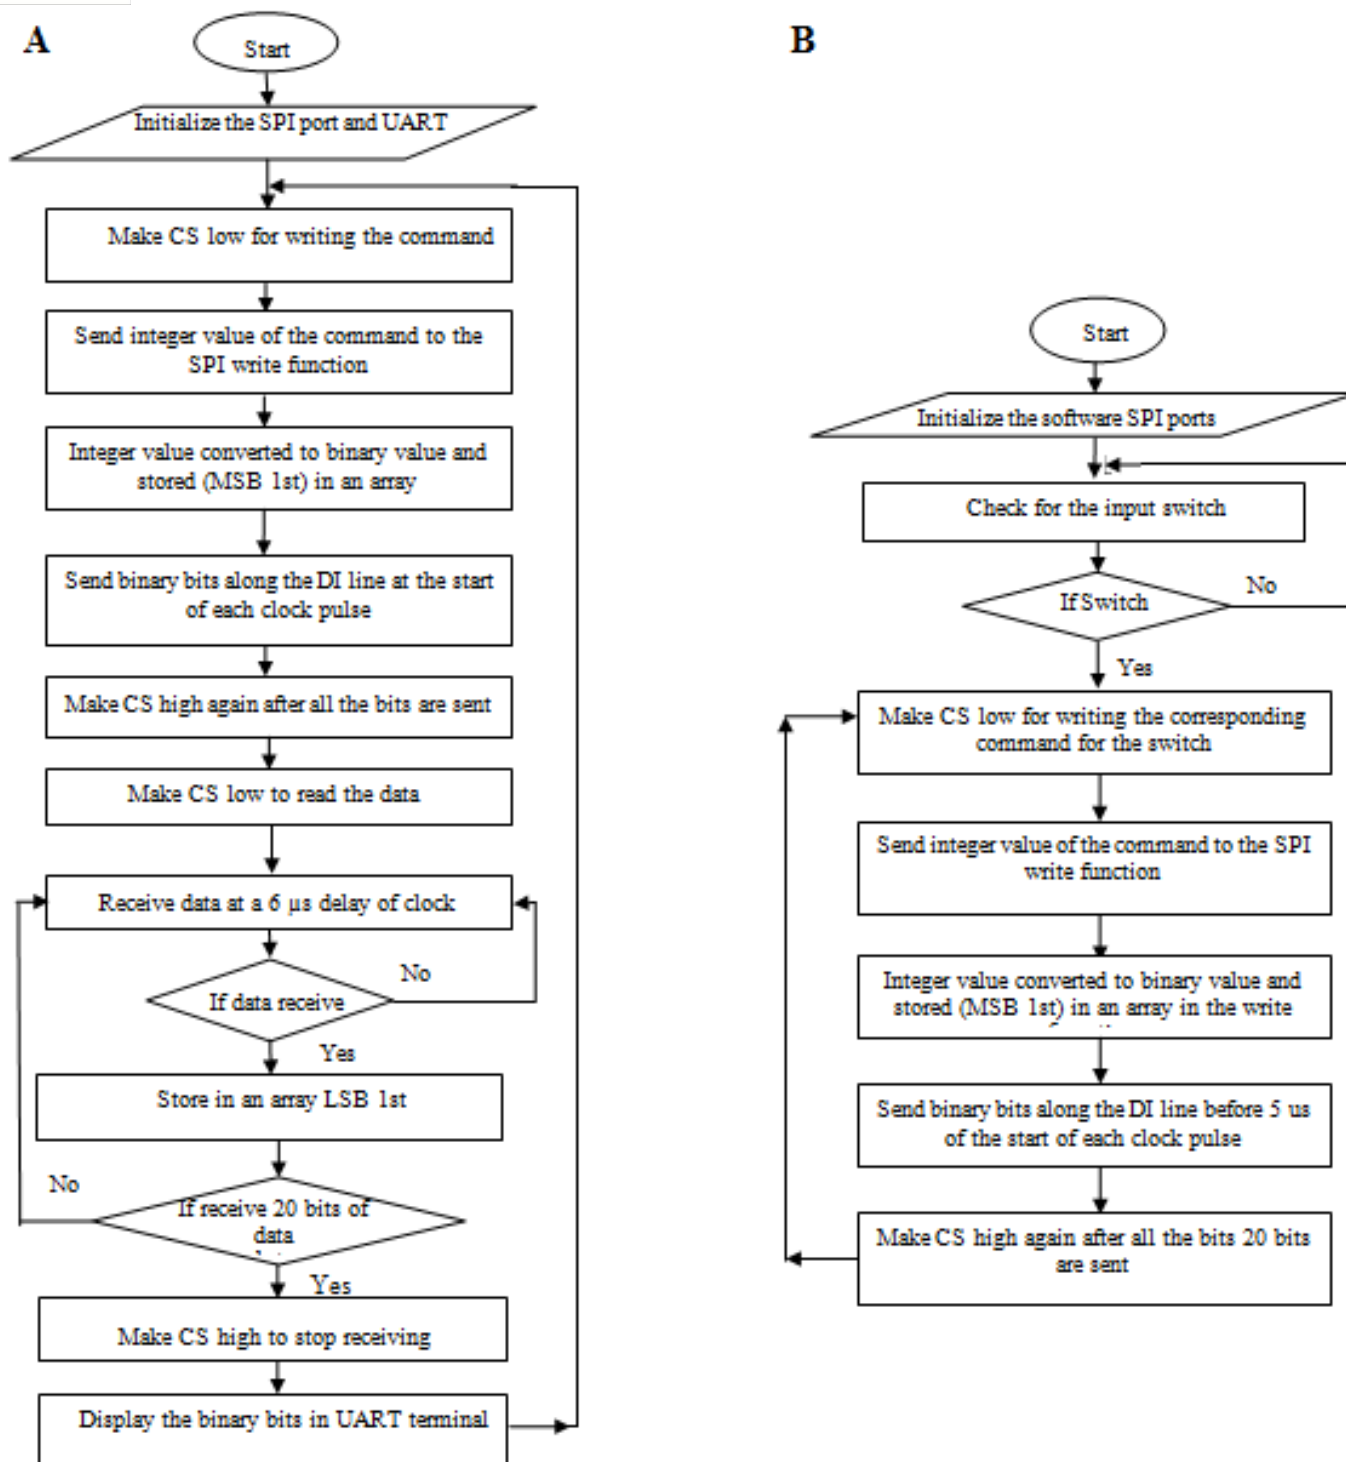 A
Start
Initialize the SPI port and UART
Make CS low for writing the command
Send integer value of the command to the
SPI write function
Integer value converted to binary value and
stored (MSB 1st) in an array
Send binary bits along the DI line at the start
of each clock pulse
Make CS high again after all the bits are sent
Make CS low to read the data
Receive data at a 6 µs delay of clock
No
If data receive
Yes
Store in an array LSB 1st
No
If receive 20 bits of
data
Yes
Make CS high to stop receiving
Display the binary bits in UART terminal
B
Start
Initialize the software SPI ports
Check for the input switch
If Switch
No
Yes
Make CS low for writing the corresponding
command for the switch
Send integer value of the command to the SPI
write function
Integer value converted to binary value and
stored (MSB 1st) in an array in the write
Send binary bits along the DI line before 5 us
of the start of each clock pulse
Make CS high again after all the bits 20 bits
are sent